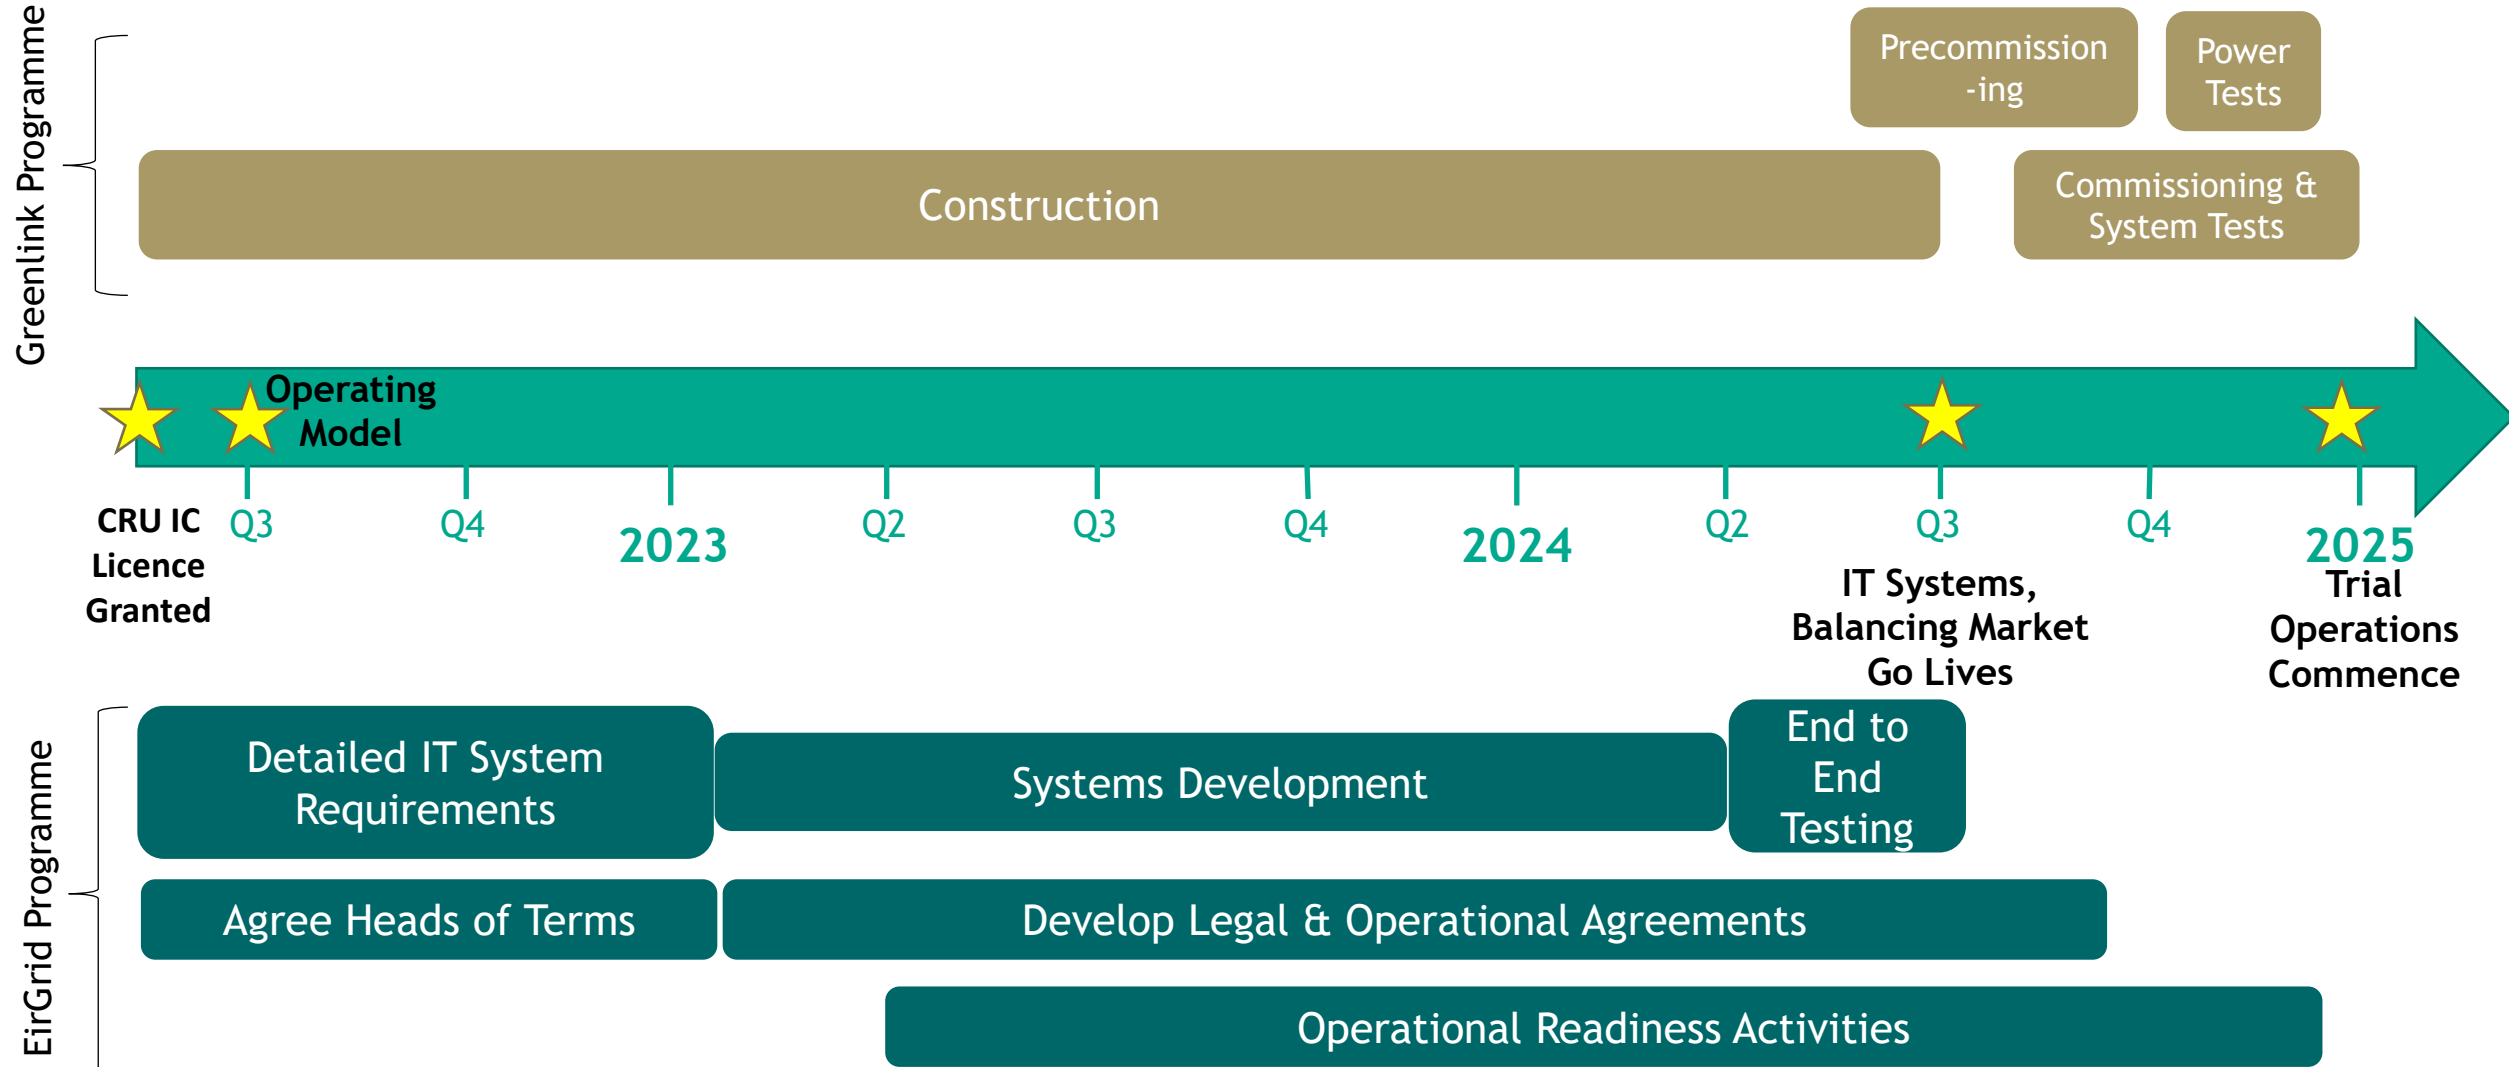 Greenlink Programme
Precommission
-ing
Power
Tests
Construction
Commissioning &
System Tests
Operating
Model
Q3
Q4
2023
Q2
Q3
Q4
2024
Q2
Q3
Q4
2025
CRU IC
Licence
Granted
IT Systems,
Balancing Market
Go Lives
Trial
Operations
Commence
EirGrid Programme
Detailed IT System
Requirements
Systems Development
End to
End
Testing
Agree Heads of Terms
Develop Legal & Operational Agreements
Operational Readiness Activities